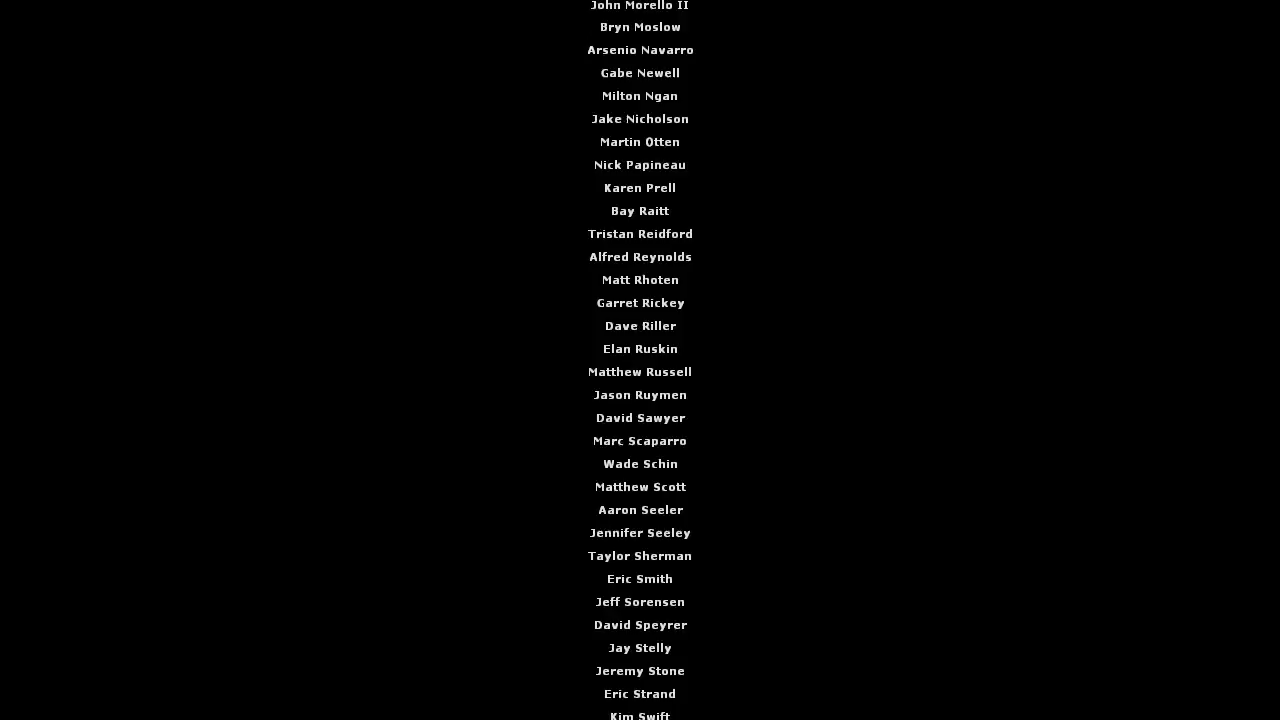 John Morello II
Bryn Moslow
Arsenio Navarro
Gabe Newell
Milton Ngan
Jake Nicholson
Martin Otten
Nick Papineau
Karen Prell
Bay Raitt
Tristan Reidford
Alfred Reynolds
Matt Rhoten
Garret Rickey
Dave Riller
Elan Ruskin
Matthew Russell
Jason Ruymen
David Sawyer
Marc Scaparro
Wade Schin
Matthew Scott
Aaron Seeler
Jennifer Seeley
Taylor Sherman
Eric Smith
Jeff Sorensen
David Speyrer
Jay Stelly
Jeremy Stone
Eric Strand
Kim Swift